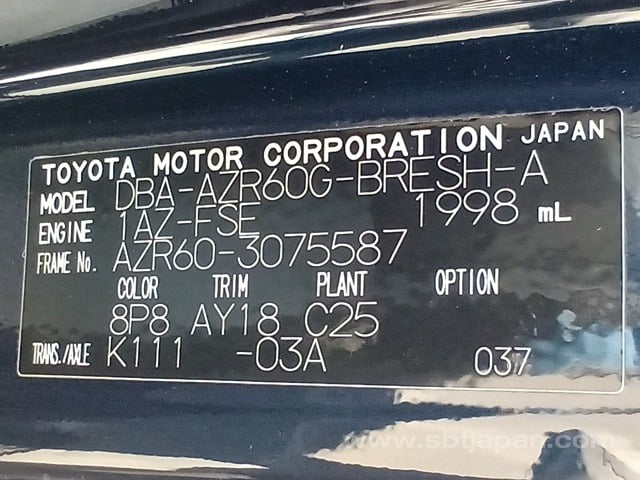 TOYOTA MOTOR CORPORATION JAPAN
MODEL DBA-AZR60G-BRESH-A
ENGINE 1AZ-FSE 1998 mL
FRAME No. AZR60-3075587
COLOR TRIM PLANT OPTION
8P8 AY18 C25
TRANS./AXLE K111 -03A 037
www.sbtjapan.com